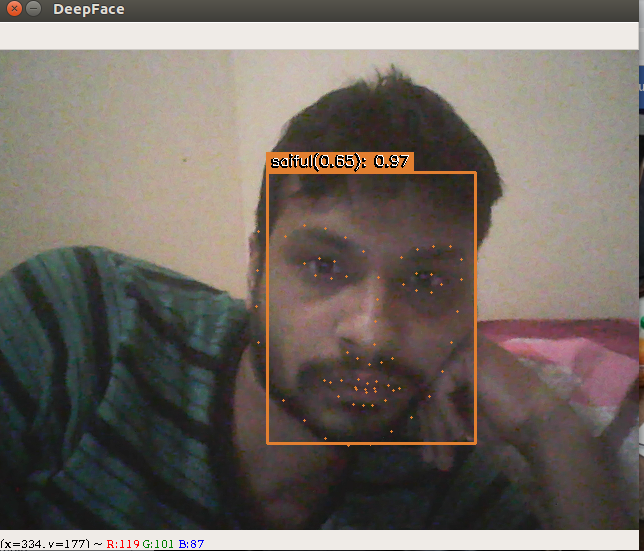 DeepFace
saiful(0.65): 0.97
(x=334, y=177) ~ R:119 G:101 B:87